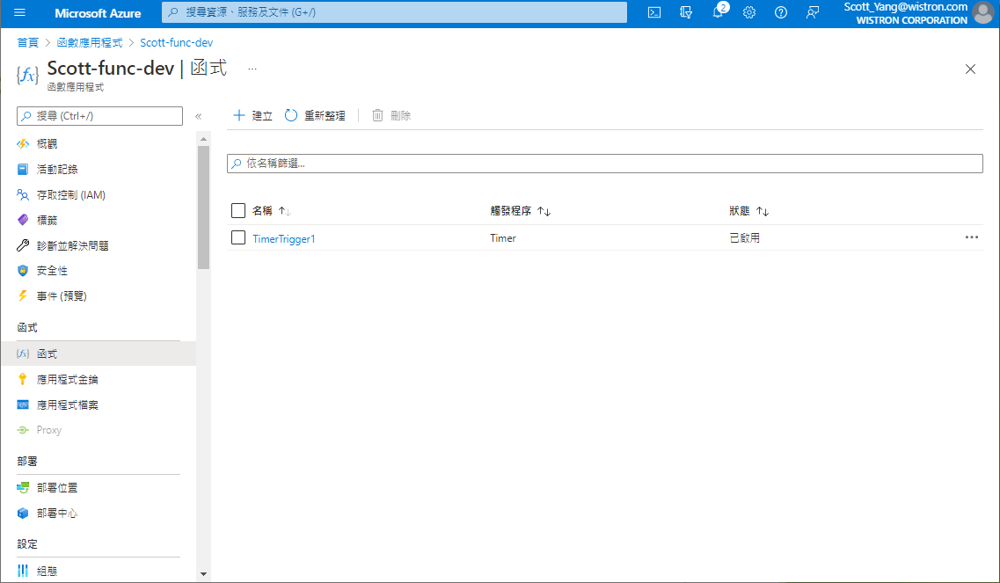 Microsoft Azure
搜尋資源、服務及文件 (G+/)
2
Scott_Yang@wistron.com
WISTRON CORPORATION
首頁 > 函數應用程式 > Scott-func-dev
Scott-func-dev | 函式 ...
函數應用程式
搜尋 (Ctrl+/)
«
概觀
活動記錄
存取控制 (IAM)
標籤
診斷並解決問題
安全性
事件 (預覽)
函式
函式
應用程式金鑰
應用程式檔案
Proxy
部署
部署位置
部署中心
設定
組態
建立 重新整理 刪除
依名稱篩選...
名稱 ↑↓ 觸發程序 ↑↓ 狀態 ↑↓
TimerTrigger1 Timer 已啟用 ...